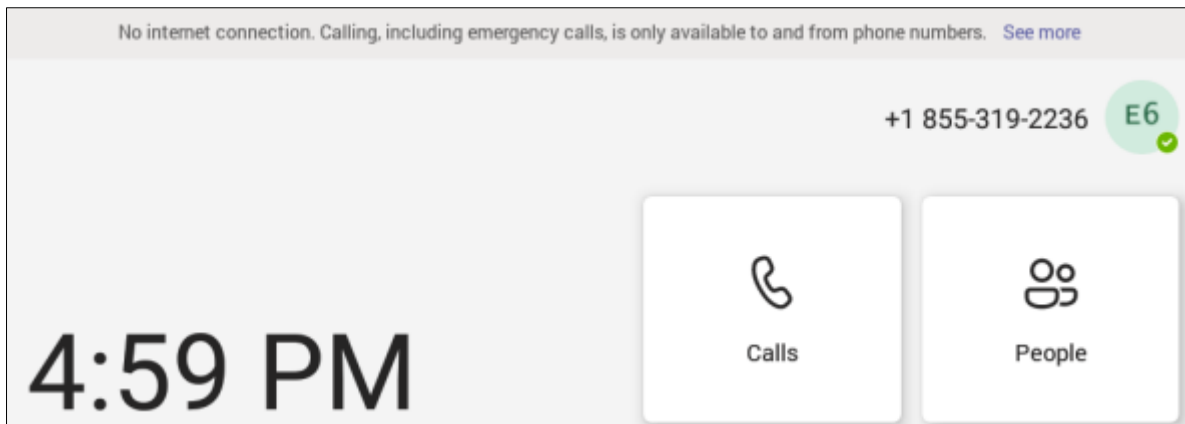 No internet connection. Calling, including emergency calls, is only available to and from phone numbers. See more
+1 855-319-2236 E6
Calls People
4:59 PM